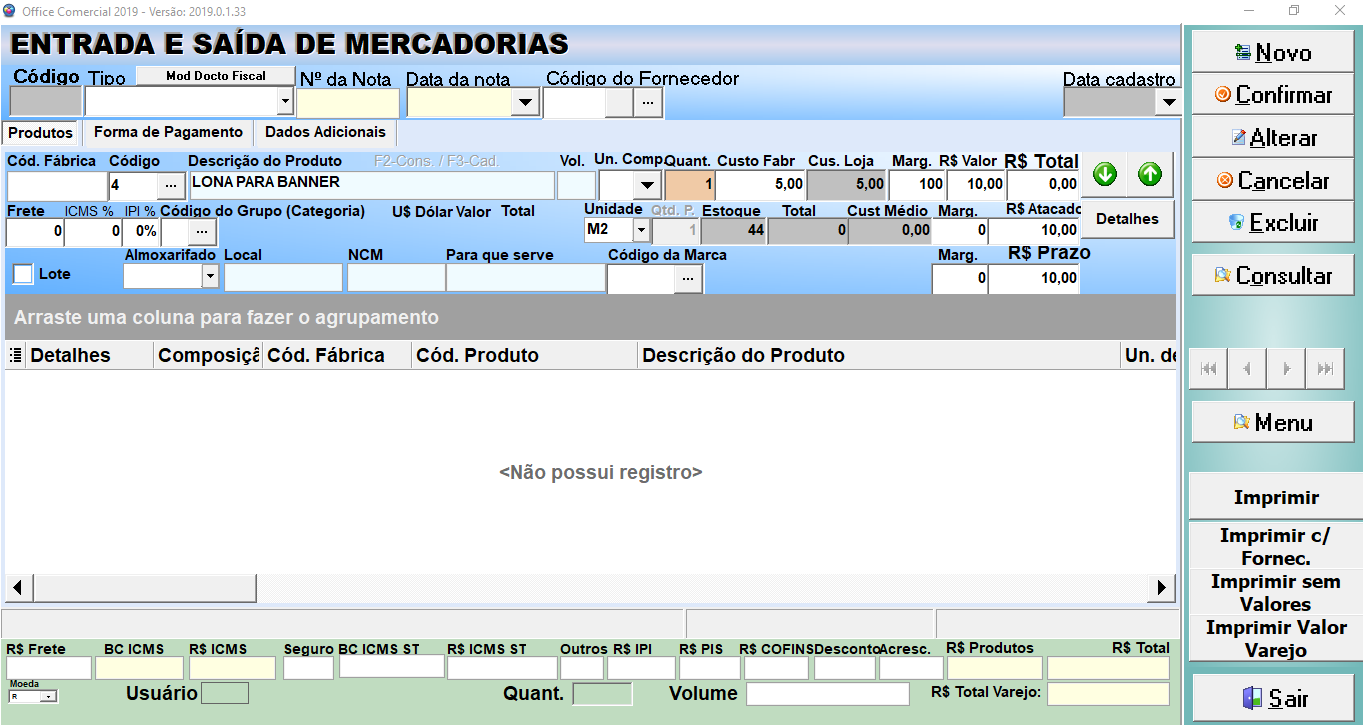 Office Comercial 2019 - Versão: 2019.0.1.33
ENTRADA E SAÍDA DE MERCADORIAS
Código Tipo Mod Docto Fiscal Nº da Nota Data da nota Código do Fornecedor Data cadastro
...
Produtos Forma de Pagamento Dados Adicionais
Cód. Fábrica Código Descrição do Produto F2-Cons. / F3-Cad. Vol. Un. Comp. Quant. Custo Fabr Cus. Loja Marg. R$ Valor R$ Total
4 ... LONA PARA BANNER 1 5,00 5,00 100 10,00 0,00
Frete ICMS % IPI % Código do Grupo (Categoria) U$ Dólar Valor Total Unidade Qtd. P. Estoque Total Cust Médio Marg. R$ Atacado
0 0 0% ... M2 1 44 0 0,00 0 10,00
Detalhes
Lote Almoxarifado Local NCM Para que serve Código da Marca Marg. R$ Prazo
... 0 10,00
Arraste uma coluna para fazer o agrupamento
Detalhes Composiçã Cód. Fábrica Cód. Produto Descrição do Produto Un. de
<Não possui registro>
R$ Frete BC ICMS R$ ICMS Seguro BC ICMS ST R$ ICMS ST Outros R$ IPI R$ PIS R$ COFINS Desconto Acresc. R$ Produtos R$ Total
Moeda
R Usuário Quant. Volume R$ Total Varejo:
Novo
Confirmar
Alterar
Cancelar
Excluir
Consultar
Menu
Imprimir
Imprimir c/
Fornec.
Imprimir sem
Valores
Imprimir Valor
Varejo
Sair